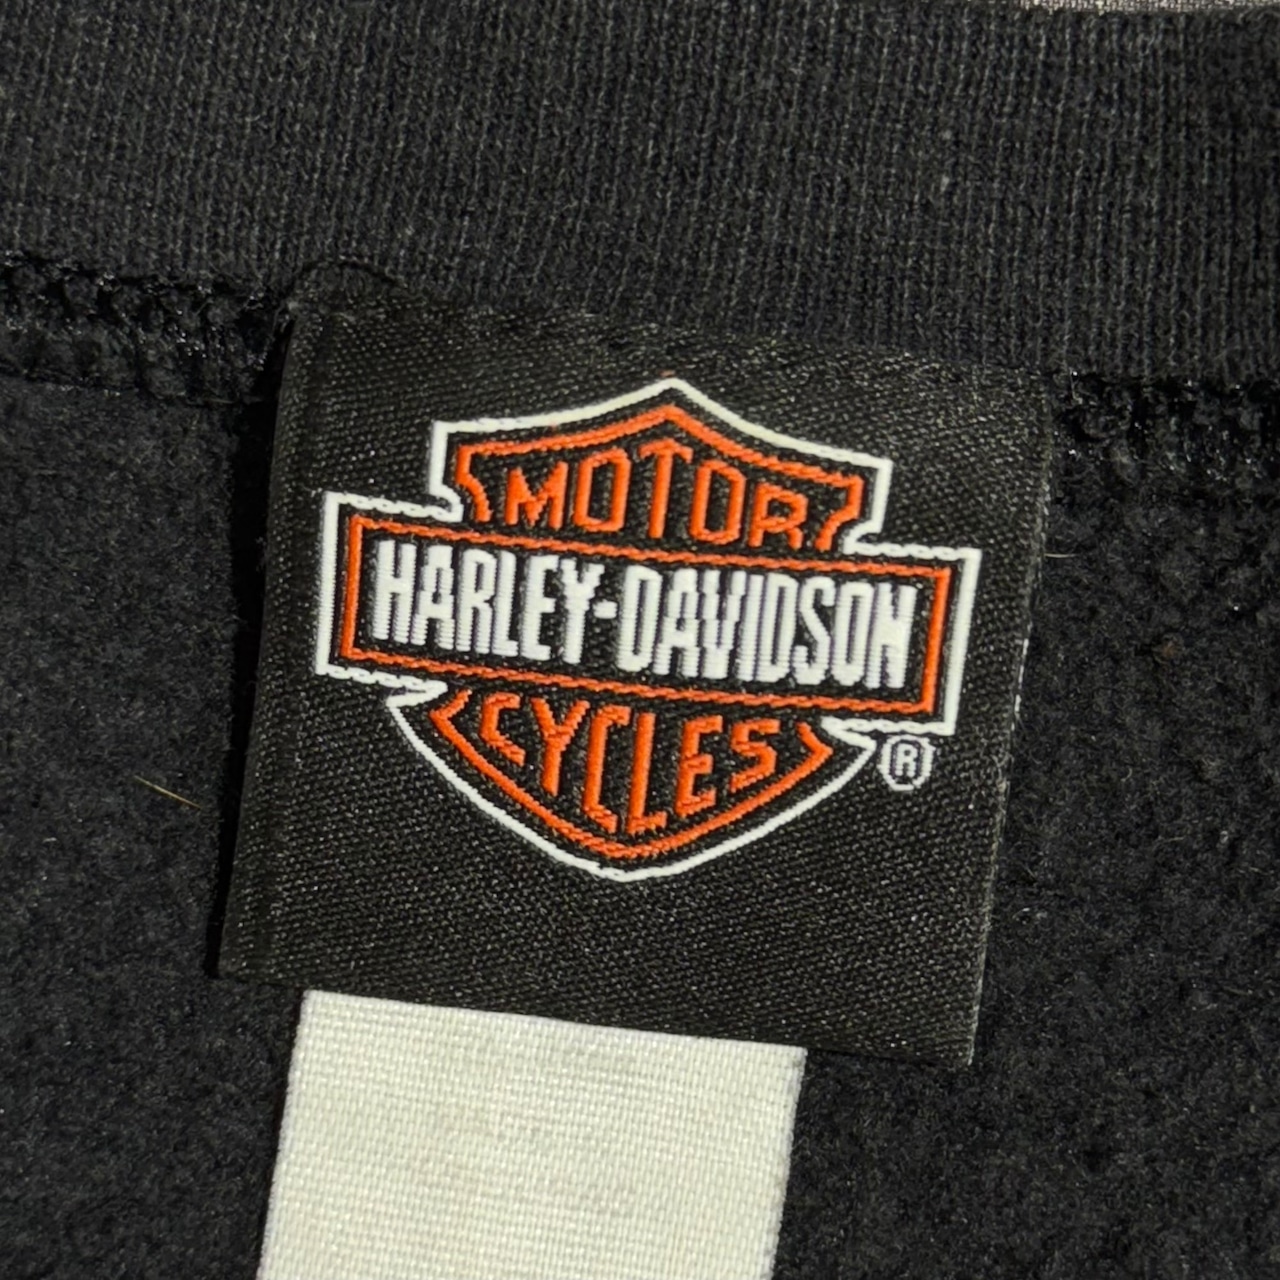 MOTOR
HARLEY-DAVIDSON
CYCLES
®